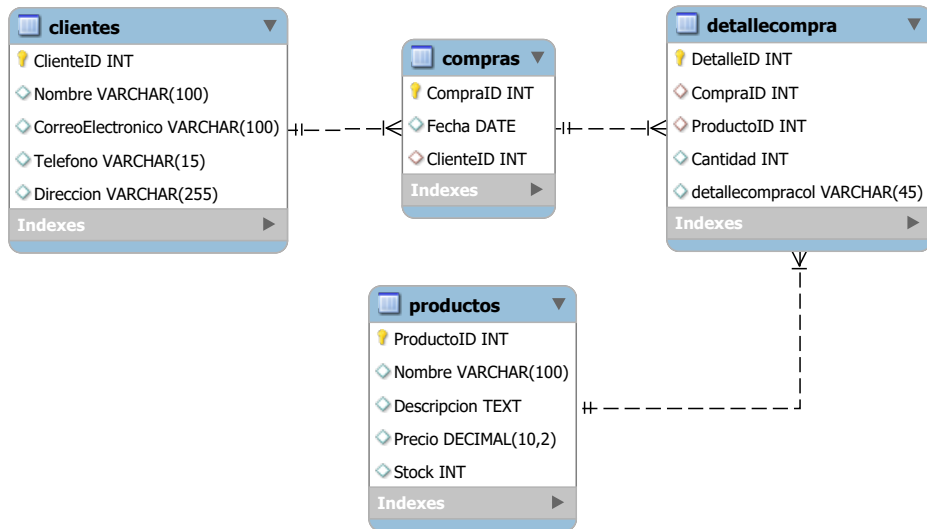 clientes
ClienteID INT
Nombre VARCHAR(100)
CorreoElectronico VARCHAR(100)
Telefono VARCHAR(15)
Direccion VARCHAR(255)
Indexes
compras
CompraID INT
Fecha DATE
ClienteID INT
Indexes
detallecompra
DetalleID INT
CompraID INT
ProductoID INT
Cantidad INT
detallecompracol VARCHAR(45)
Indexes
productos
ProductoID INT
Nombre VARCHAR(100)
Descripcion TEXT
Precio DECIMAL(10,2)
Stock INT
Indexes